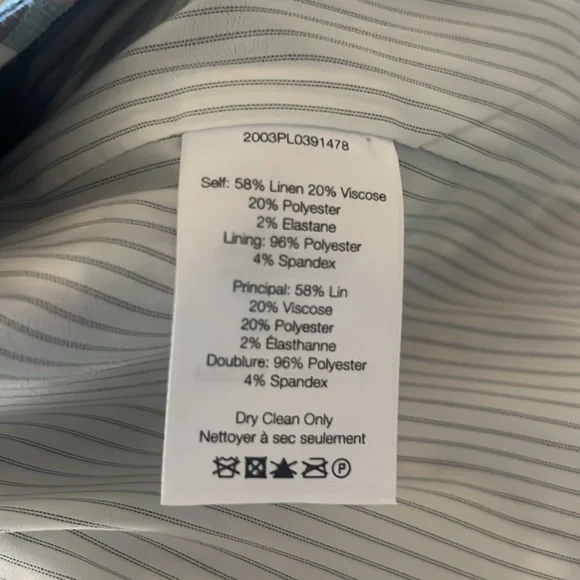 2003PL0391478
Self: 58% Linen 20% Viscose
20% Polyester
2% Elastane
Lining: 96% Polyester
4% Spandex
Principal: 58% Lin
20% Viscose
20% Polyester
2% Élasthanne
Doublure: 96% Polyester
4% Spandex
Dry Clean Only
Nettoyer à sec seulement
P